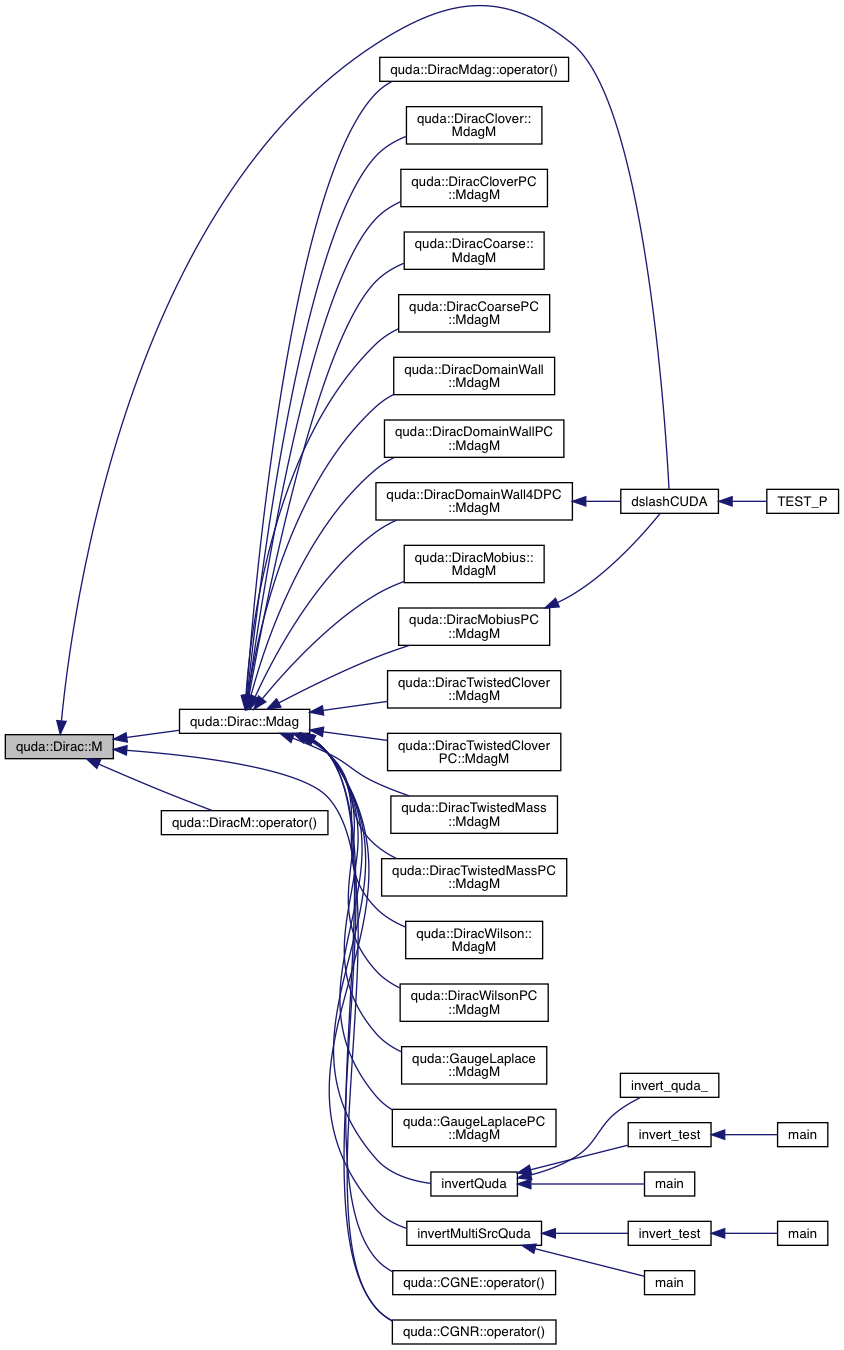 quda::DiracMdag::operator()
quda::DiracClover::
MdagM
quda::DiracCloverPC
::MdagM
quda::DiracCoarse::
MdagM
quda::DiracCoarsePC
::MdagM
quda::DiracDomainWall
::MdagM
quda::DiracDomainWallPC
::MdagM
quda::DiracDomainWall4DPC
::MdagM
dslashCUDA
TEST_P
quda::DiracMobius::
MdagM
quda::DiracMobiusPC
::MdagM
quda::DiracTwistedClover
::MdagM
quda::Dirac::Mdag
quda::Dirac::M
quda::DiracTwistedClover
PC::MdagM
quda::DiracTwistedMass
::MdagM
quda::DiracM::operator()
quda::DiracTwistedMassPC
::MdagM
quda::DiracWilson::
MdagM
quda::DiracWilsonPC
::MdagM
quda::GaugeLaplace
::MdagM
invert_quda_
quda::GaugeLaplacePC
::MdagM
invert_test
main
invertQuda
main
invertMultiSrcQuda
invert_test
main
quda::CGNE::operator()
main
quda::CGNR::operator()